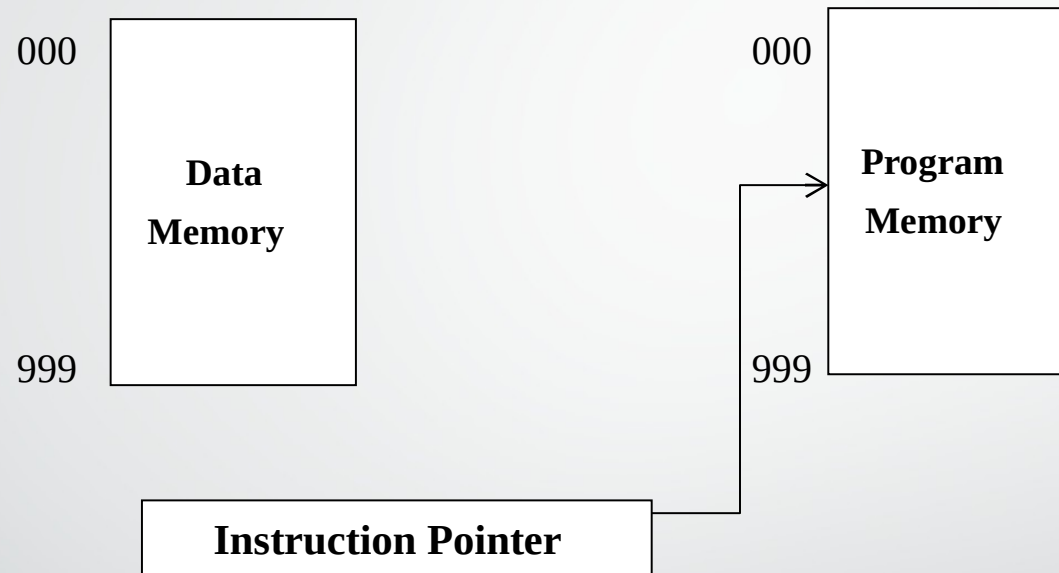 000
Data
Memory
999
000
Program
Memory
999
Instruction Pointer